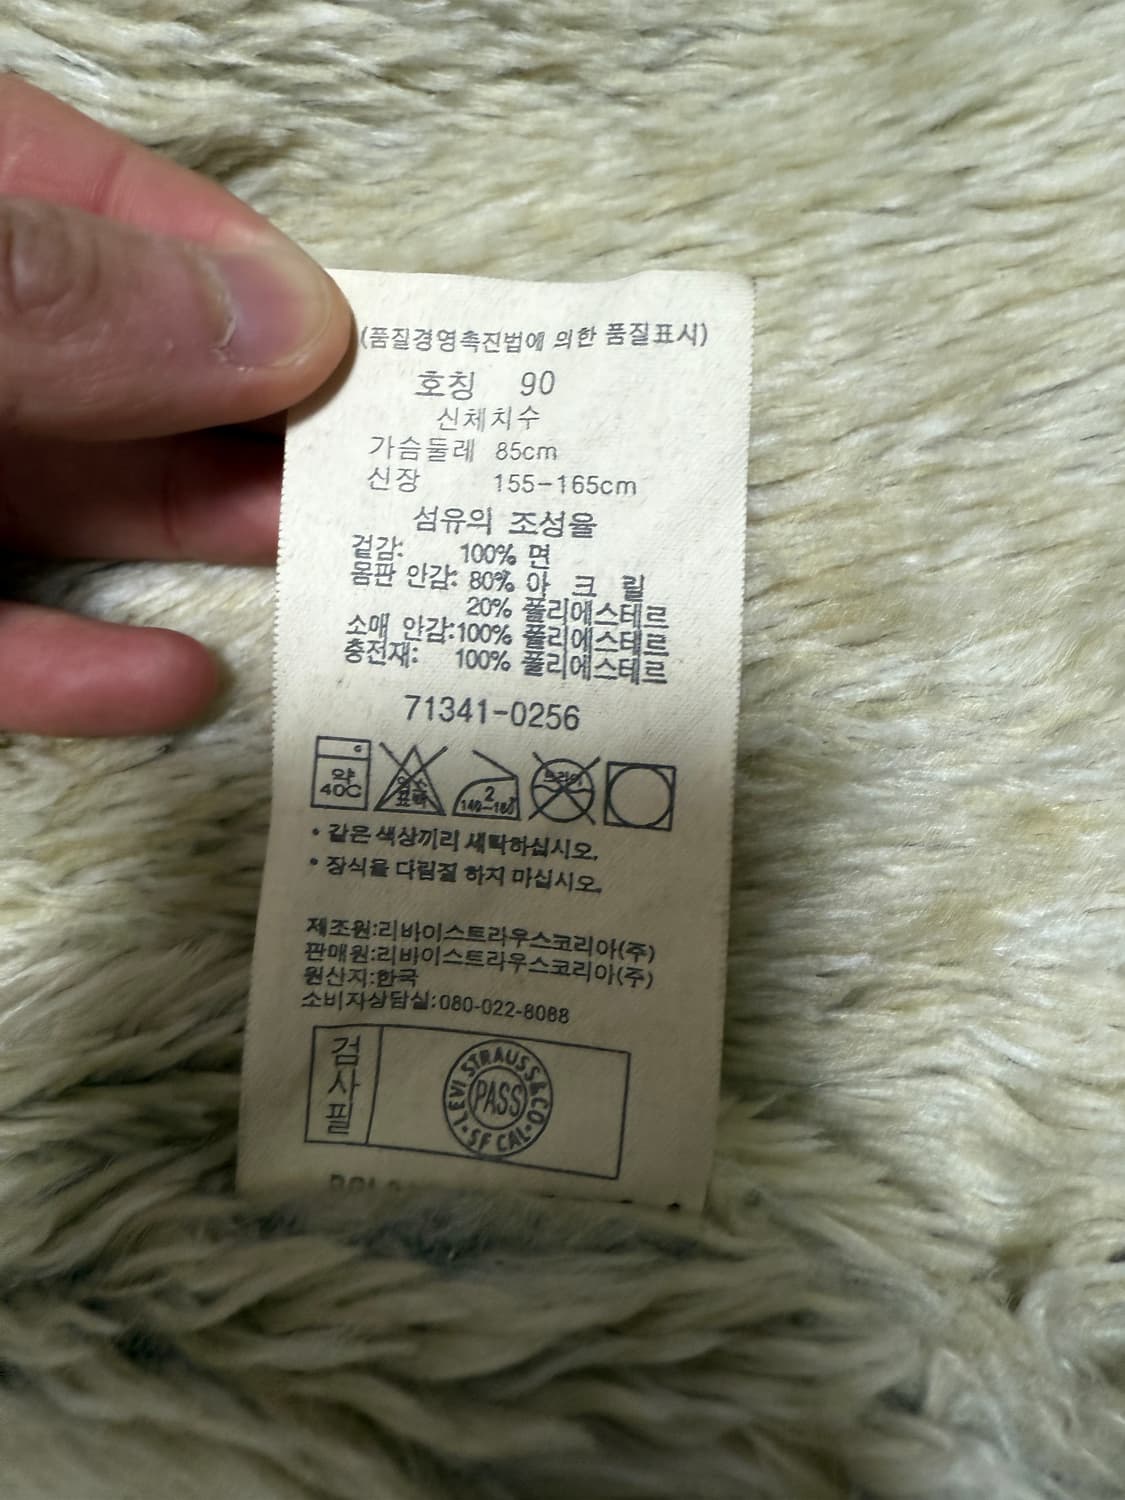 (품질경영촉진법에 의한 품질표시)
호칭 90
신체치수
가슴둘레 85cm
신장 155-165cm
섬유의 조성율
겉감: 100% 면
몸판 안감: 80% 아 크 릴
20% 폴리에스테르
소매 안감:100% 폴리에스테르
충전재: 100% 폴리에스테르
71341-0256
약 40C 염소 표백 2 140-160 드라이
• 같은 색상끼리 세탁하십시오.
• 장식을 다림질 하지 마십시오.
제조원:리바이스트라우스코리아(주)
판매원:리바이스트라우스코리아(주)
원산지:한국
소비자상담실:080-022-8088
검사필
LEVI STRAUSS & CO. SF CAL
PASS